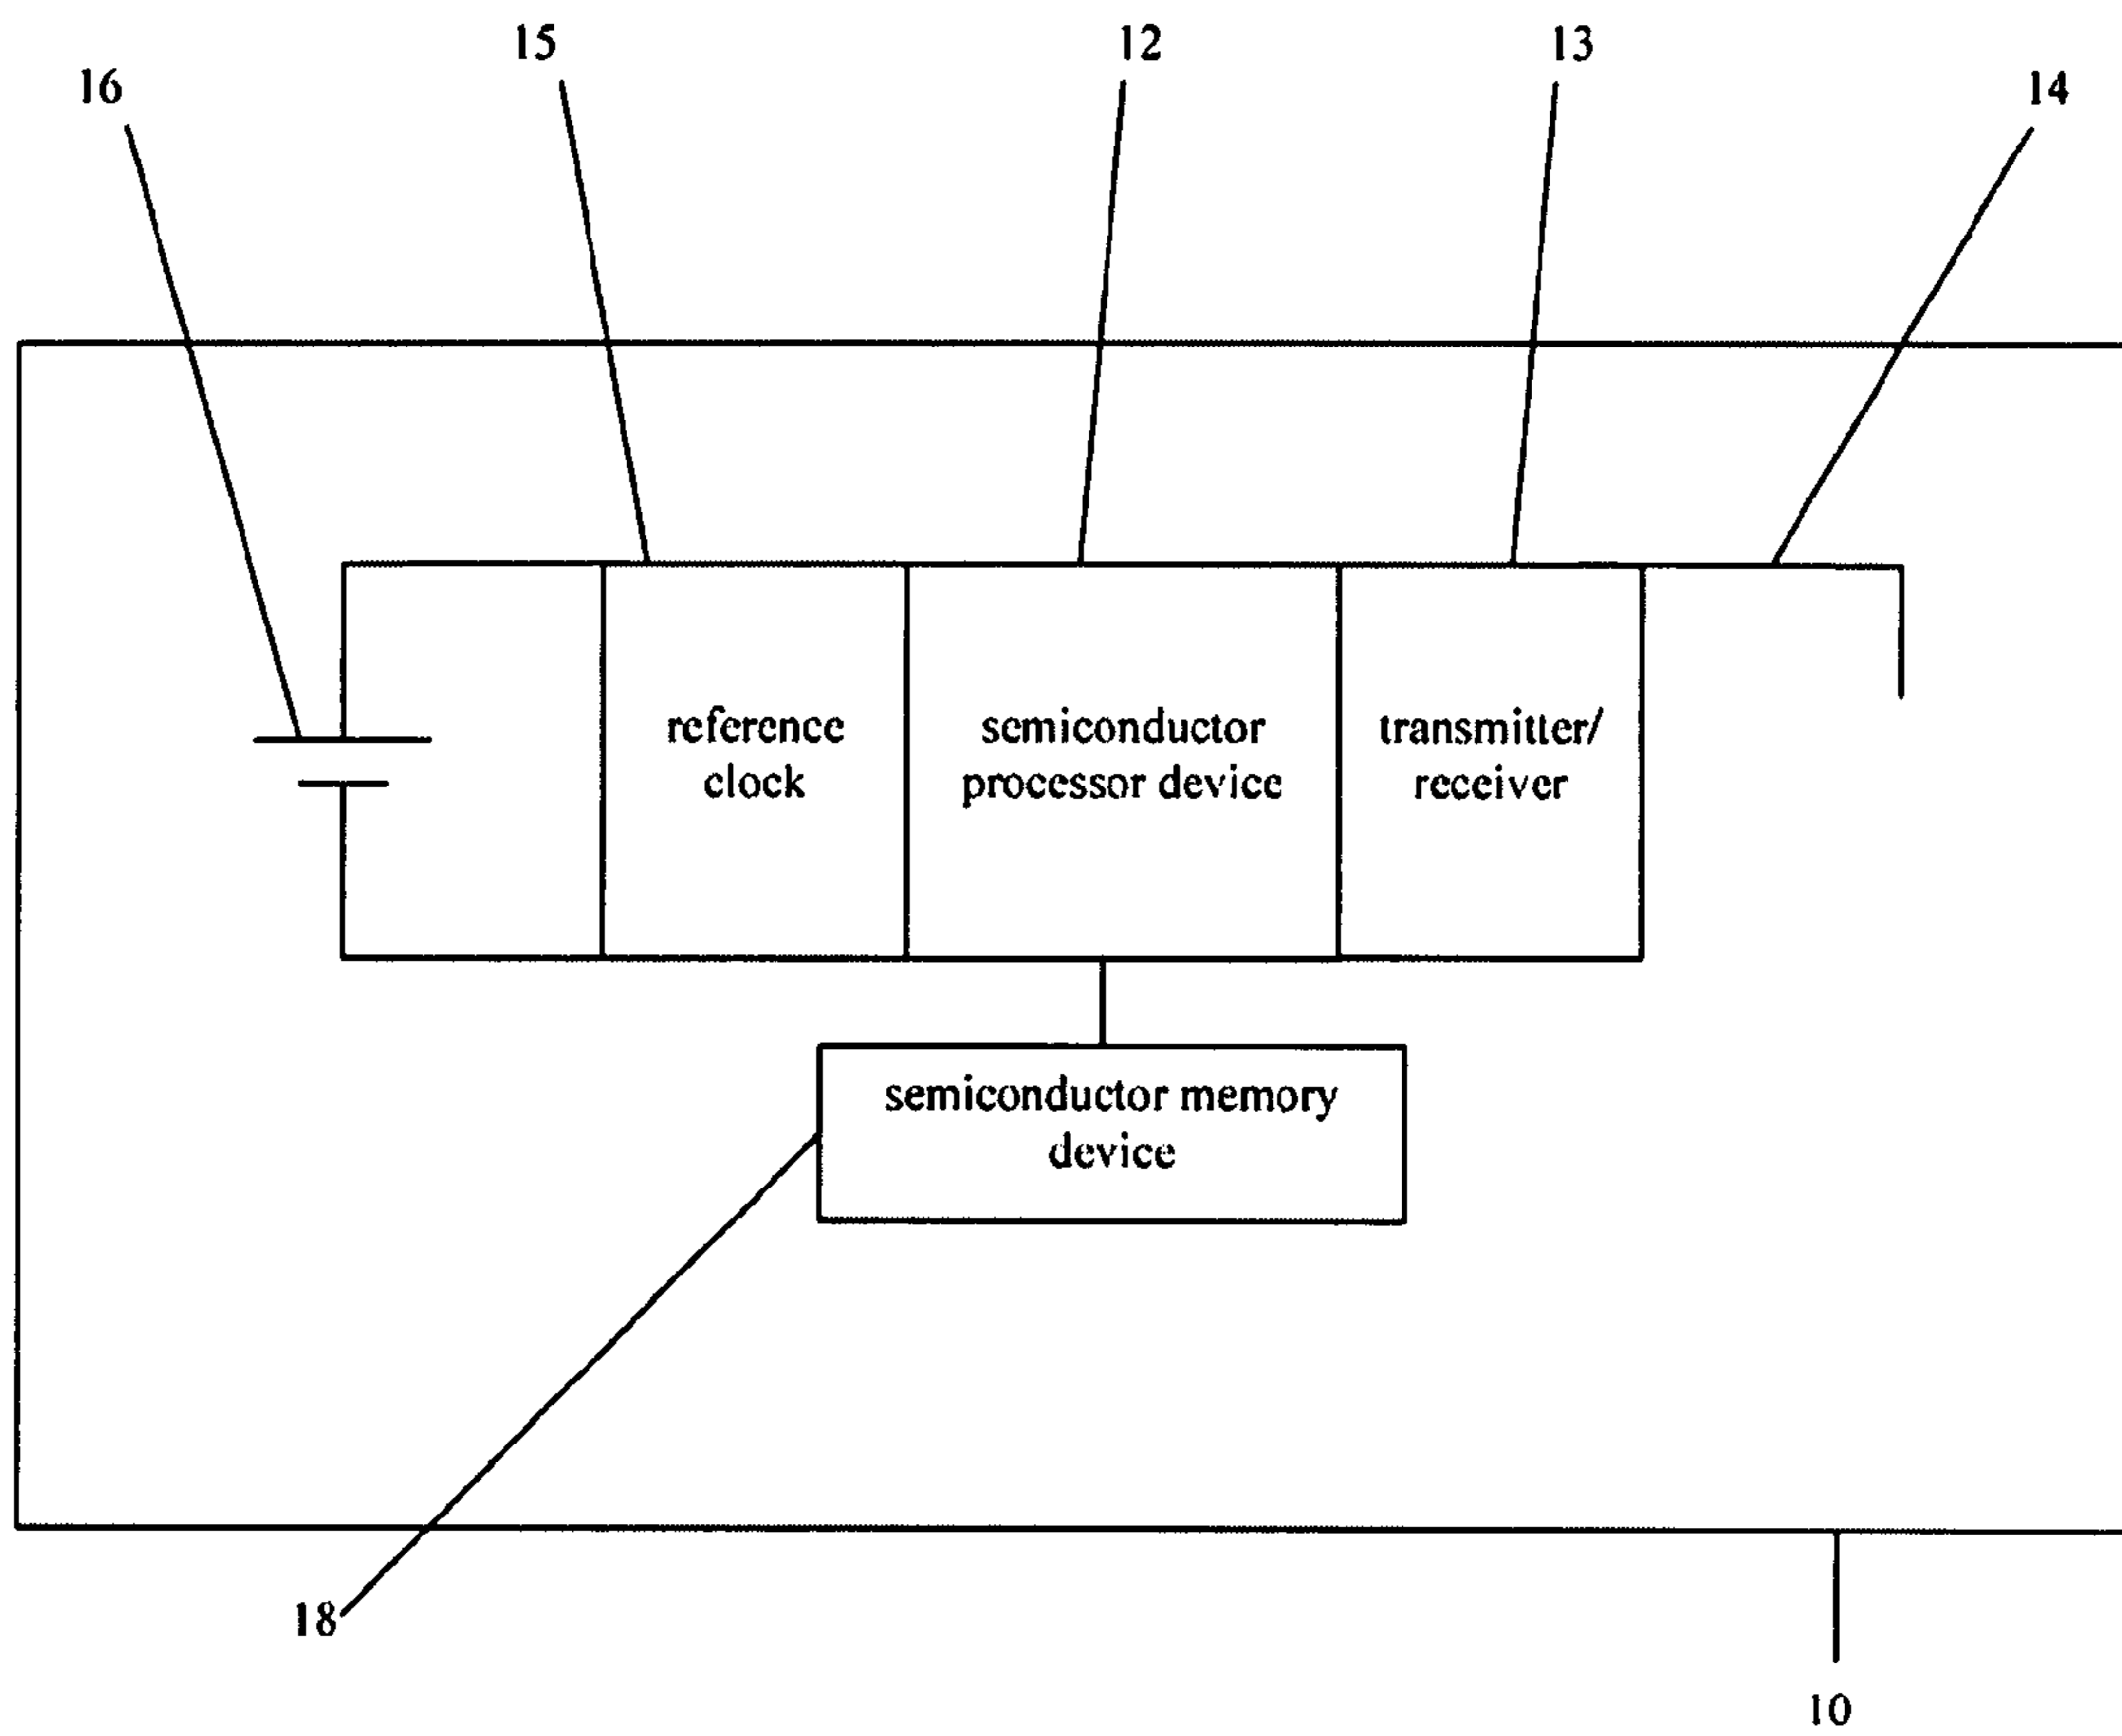 15
12
13
16
14
reference
clock
semiconductor
processor device
transmitter/
receiver
semiconductor memory
device
18
10